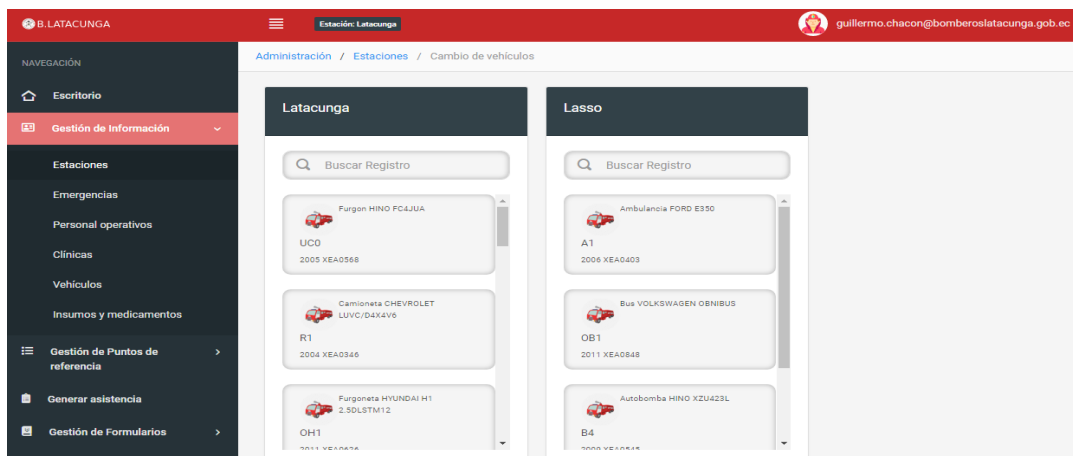 B.LATACUNGA
Estación: Latacunga
guillermo.chacon@bomberoslatacunga.gob.ec
NAVEGACIÓN
Escritorio
Gestión de Información
Estaciones
Emergencias
Personal operativos
Clínicas
Vehículos
Insumos y medicamentos
Gestión de Puntos de
referencia
Generar asistencia
Gestión de Formularios
Administración / Estaciones / Cambio de vehículos
Latacunga
Buscar Registro
Furgon HINO FC4JUA
UC0
2005 XEA0568
Camioneta CHEVROLET
LUVC/D4X4V6
R1
2004 XEA0346
Furgoneta HYUNDAI H1
2.5DLSTM12
OH1
2011 XEA0626
Lasso
Buscar Registro
Ambulancia FORD E350
A1
2006 XEA0403
Bus VOLKSWAGEN OBNIBUS
OB1
2011 XEA0848
Autobomba HINO XZU423L
B4
2009 XEA0545